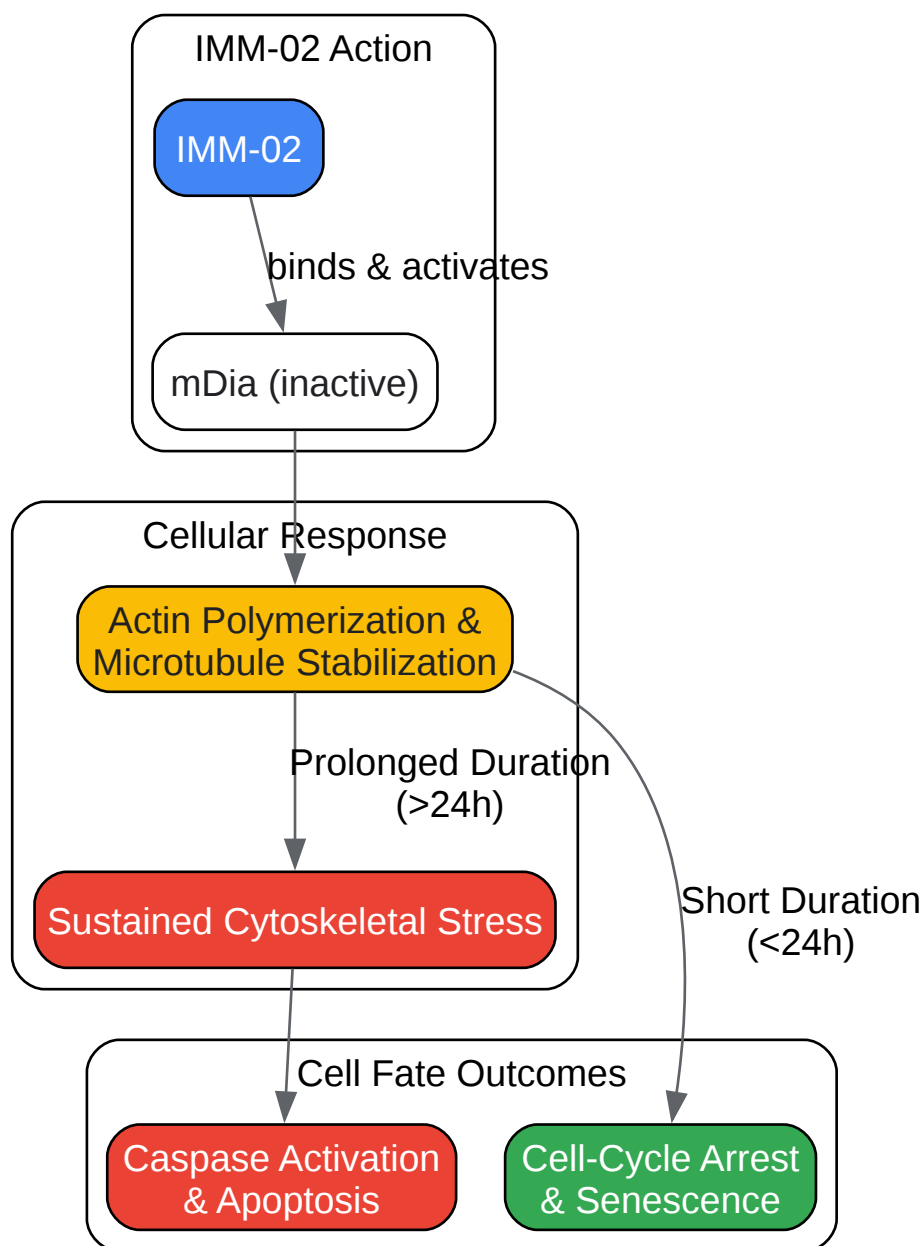 IMM-02 Action
IMM-02
binds & activates
mDia (inactive)
Cellular Response
Actin Polymerization &
Microtubule Stabilization
Prolonged Duration
(>24h)
Sustained Cytoskeletal Stress
Short Duration
(<24h)
Cell Fate Outcomes
Caspase Activation
& Apoptosis
Cell-Cycle Arrest
& Senescence